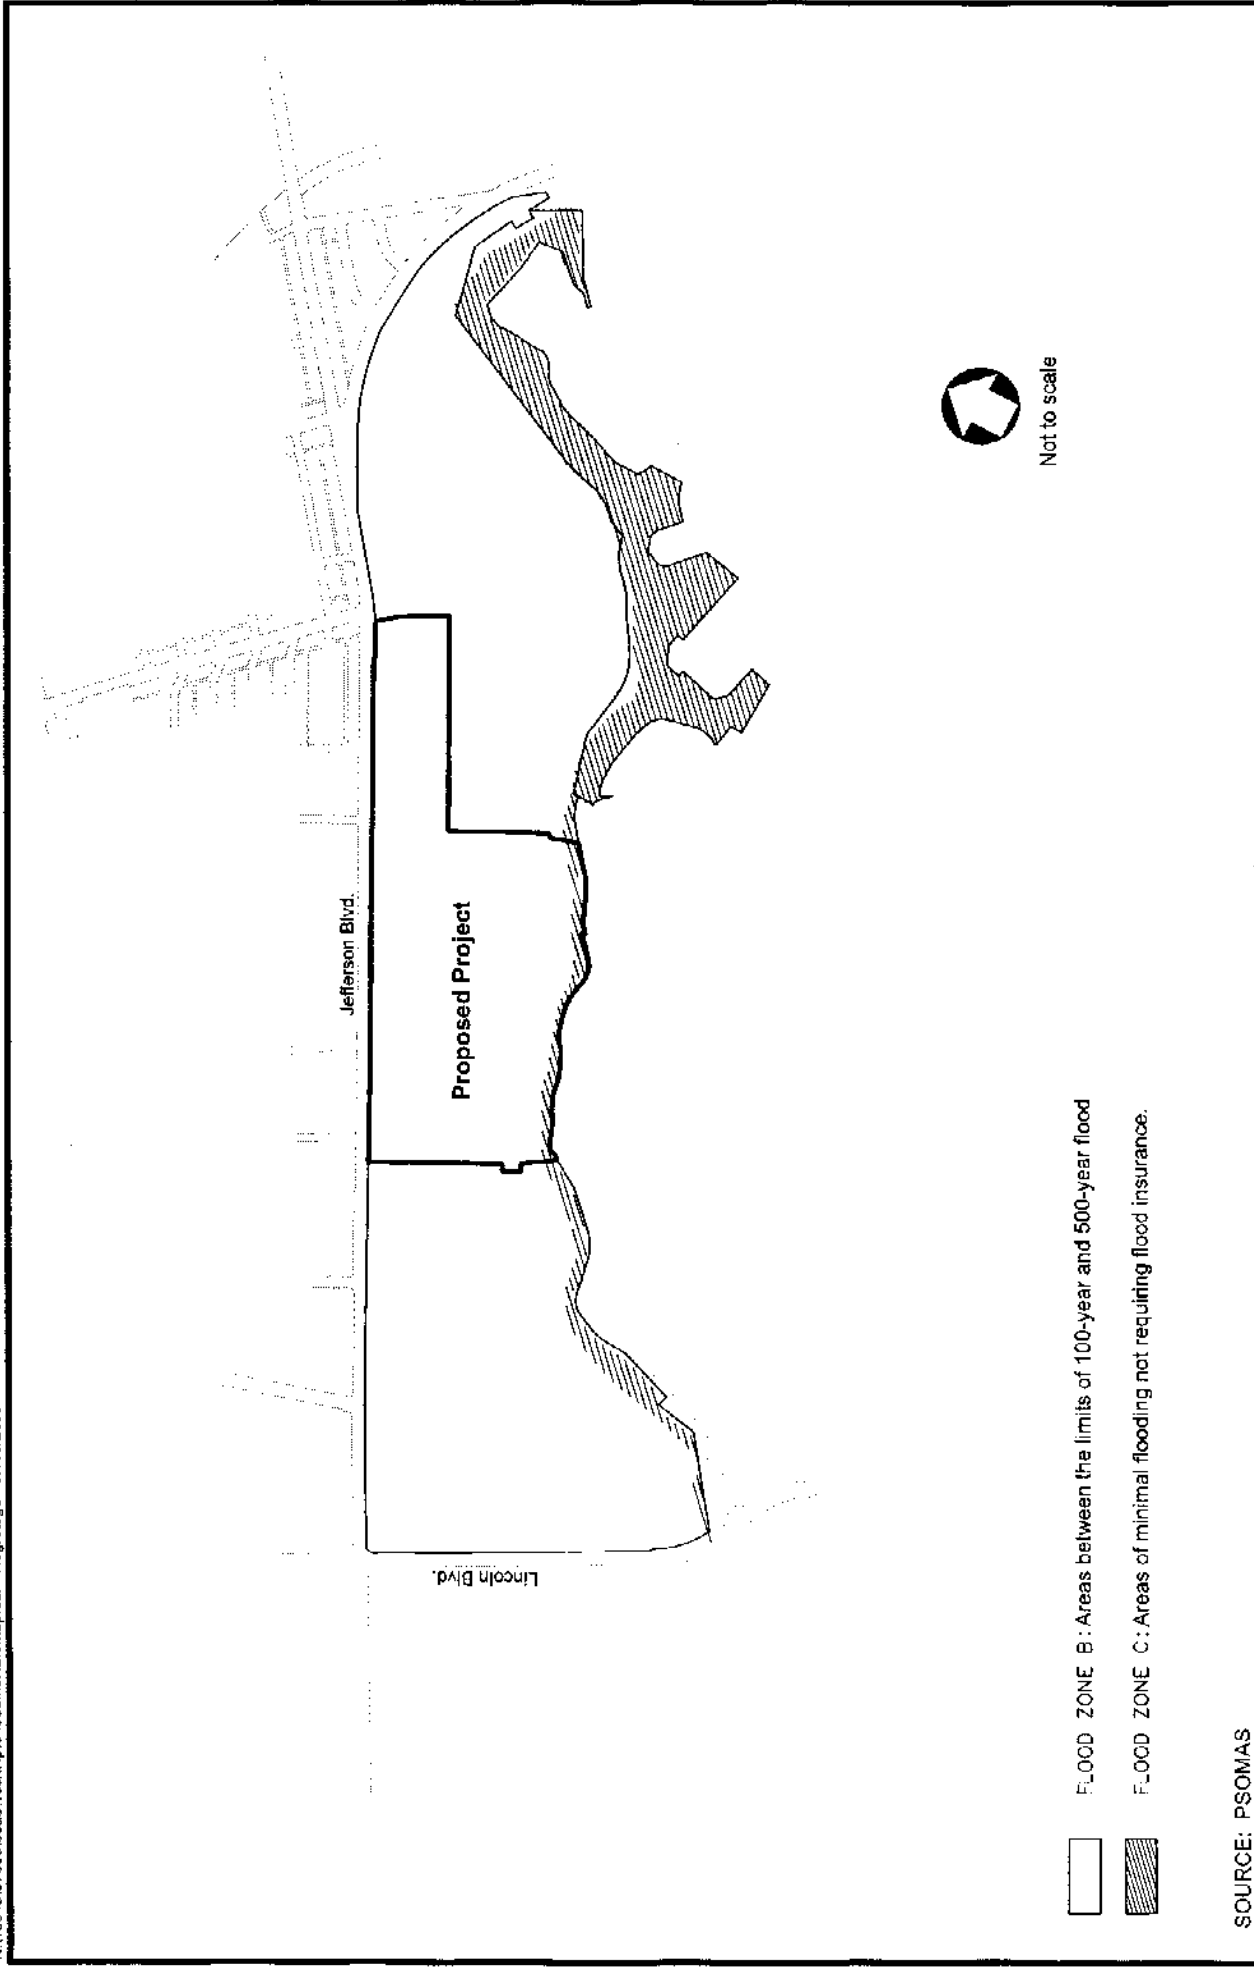 Jefferson Blvd.
Proposed Project
Lincoln Blvd.
Not to scale
FLOOD ZONE B: Areas between the limits of 100-year and 500-year flood
FLOOD ZONE C: Areas of minimal flooding not requiring flood insurance.
SOURCE: PSOMAS